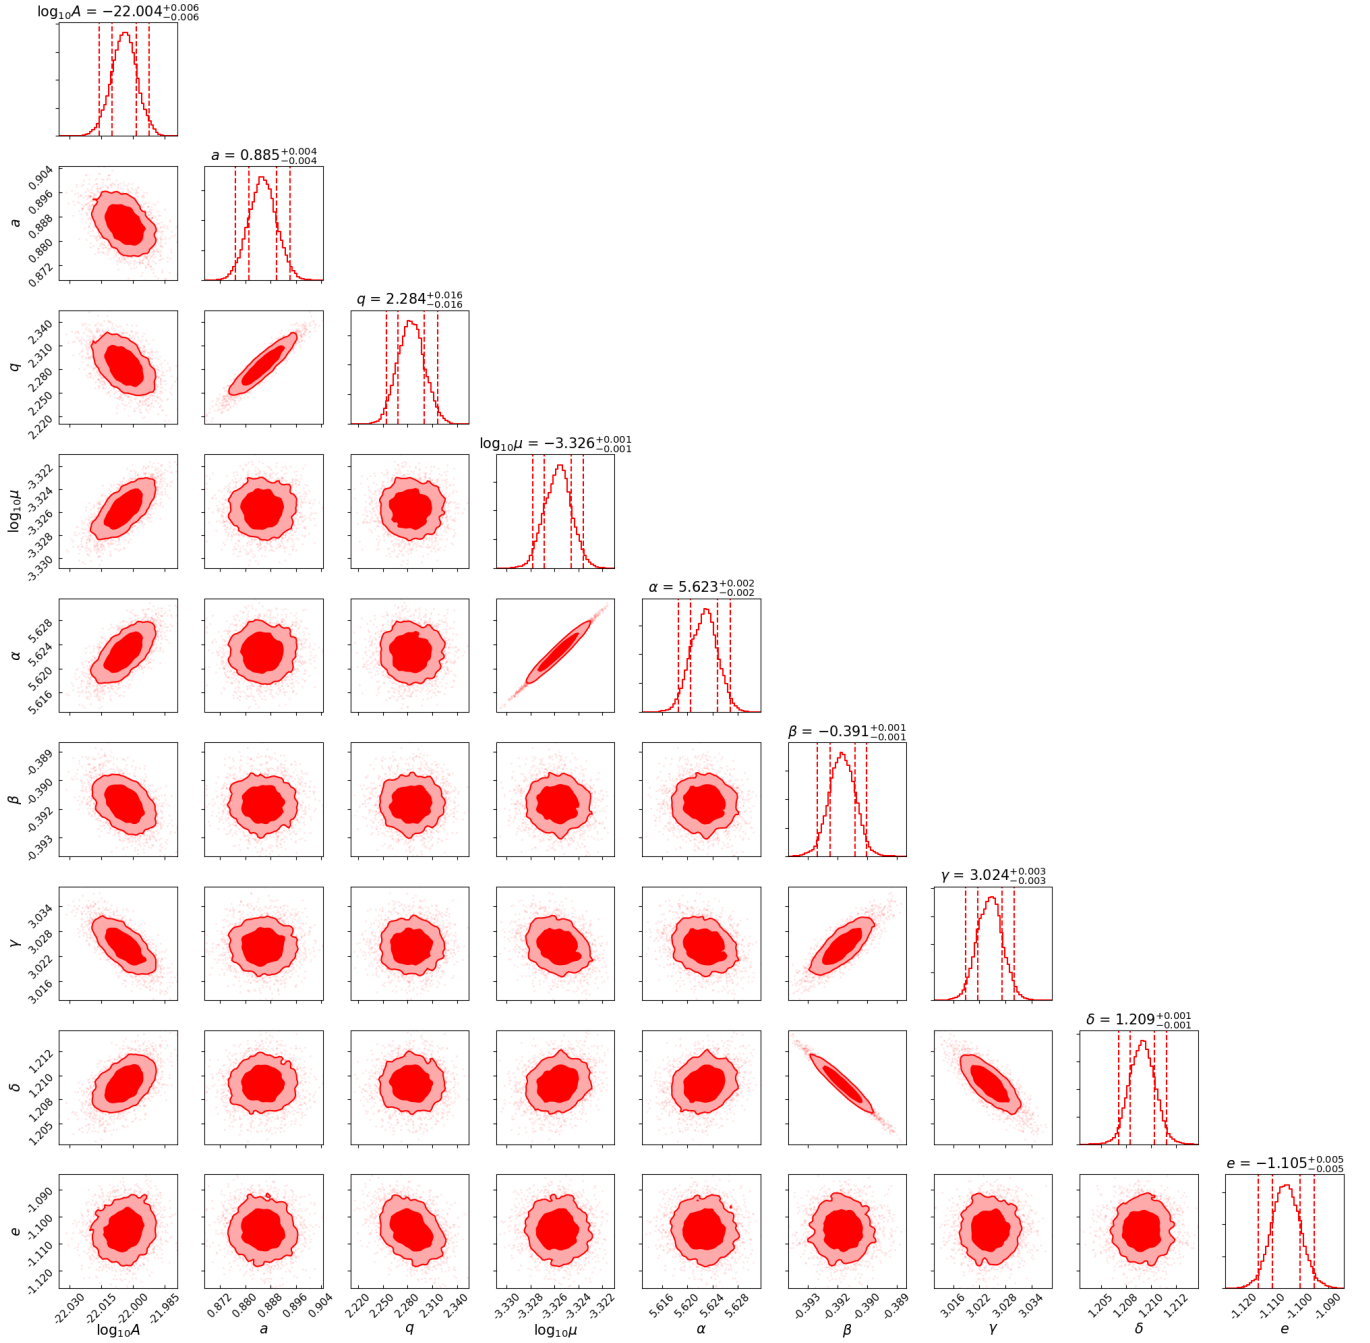 log₁₀A = −22.004⁺⁰·⁰⁰⁶₋₀.₀₀₆
0.904
0.896
0.888
0.880
0.872
a
a = 0.885⁺⁰·⁰⁰⁴₋₀.₀₀₄
2.340
2.310
2.280
2.250
2.220
q
q = 2.284⁺⁰·⁰¹⁶₋₀.₀₁₆
-3.322
-3.324
-3.326
-3.328
-3.330
log₁₀μ
log₁₀μ = −3.326⁺⁰·⁰⁰¹₋₀.₀₀₁
5.628
5.624
5.620
5.616
α
α = 5.623⁺⁰·⁰⁰²₋₀.₀₀₂
-0.389
-0.390
-0.392
-0.393
β
β = −0.391⁺⁰·⁰⁰¹₋₀.₀₀₁
3.034
3.028
3.022
3.016
γ
γ = 3.024⁺⁰·⁰⁰³₋₀.₀₀₃
1.212
1.210
1.208
1.205
δ
δ = 1.209⁺⁰·⁰⁰¹₋₀.₀₀₁
-1.090
-1.100
-1.110
-1.120
e
e = −1.105⁺⁰·⁰⁰⁵₋₀.₀₀₅
-22.030 -22.015 -22.000 -21.985
log₁₀A
0.872 0.880 0.888 0.896 0.904
a
2.220 2.250 2.280 2.310 2.340
q
-3.330 -3.328 -3.326 -3.324 -3.322
log₁₀μ
5.616 5.620 5.624 5.628
α
-0.393 -0.392 -0.390 -0.389
β
3.016 3.022 3.028 3.034
γ
1.205 1.208 1.210 1.212
δ
-1.120 -1.110 -1.100 -1.090
e